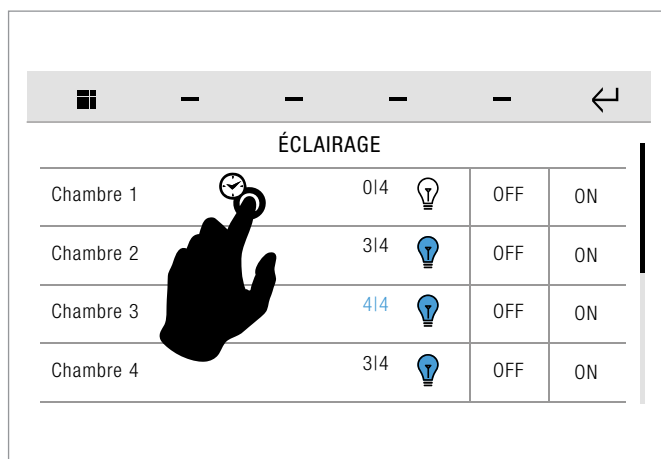 ÉCLAIRAGE
Chambre 1 0|4 OFF ON
Chambre 2 3|4 OFF ON
Chambre 3 4|4 OFF ON
Chambre 4 3|4 OFF ON